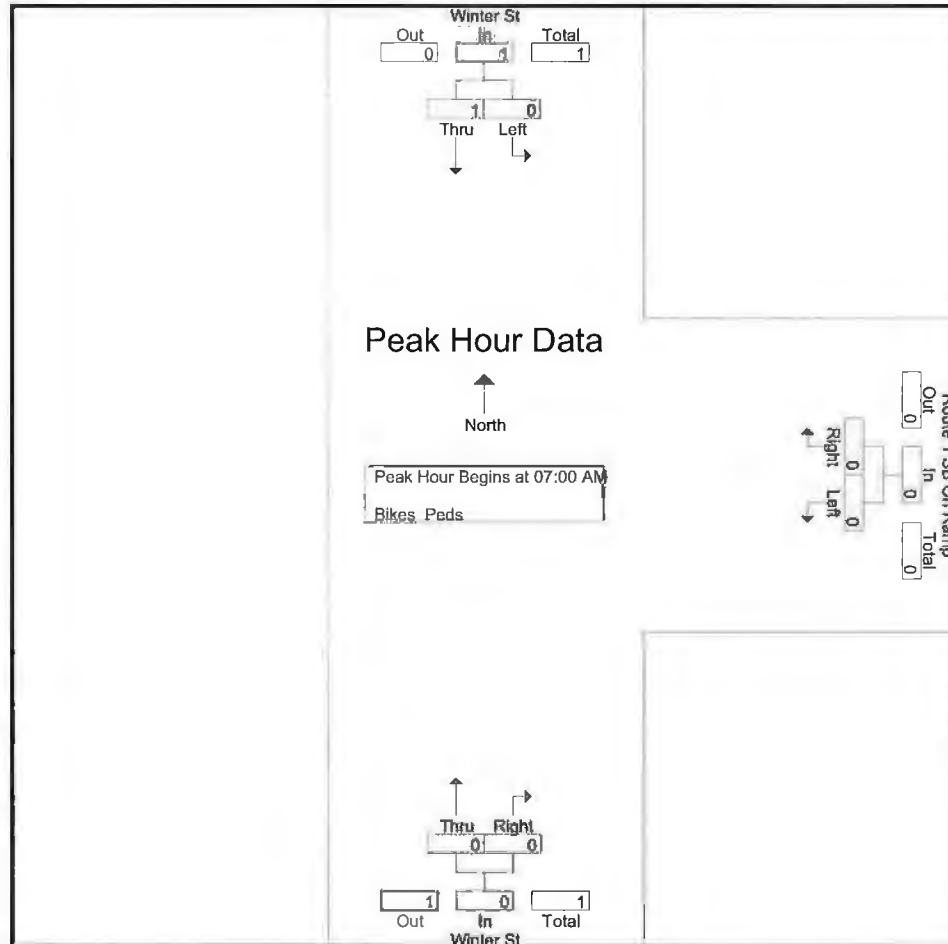 Winter St
Out In Total
0 1 1
1 0
Thru Left
Peak Hour Data
North
Peak Hour Begins at 07:00 AM
Bikes Peds
Out In Total
0 0 0
Right Left
0 0
Thru Right
0 0
1 0 1
Out In Total
Winter St